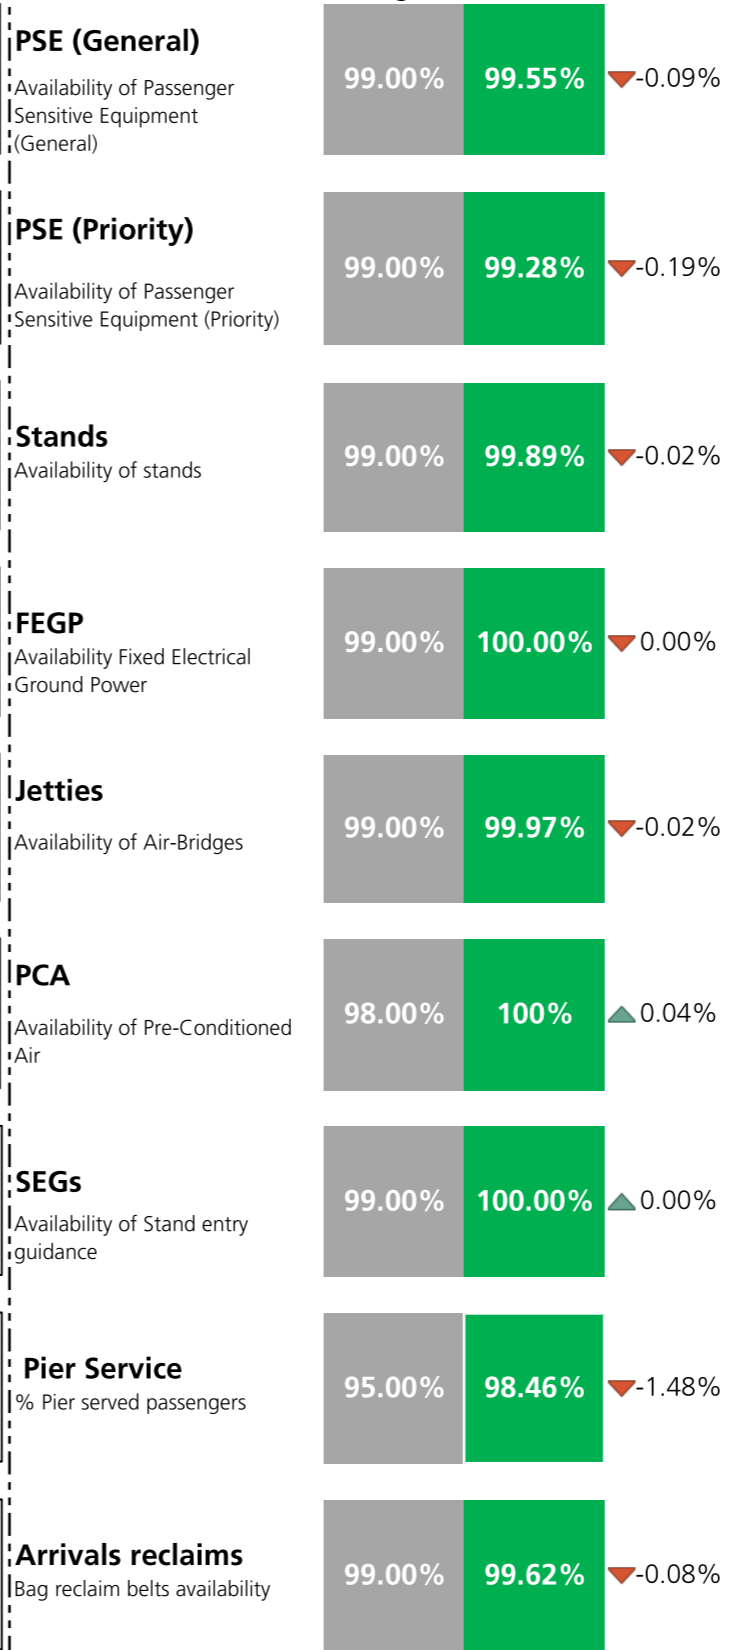 PSE (General)
Availability of Passenger
Sensitive Equipment
(General)
99.00% 99.55% -0.09%
PSE (Priority)
Availability of Passenger
Sensitive Equipment (Priority)
99.00% 99.28% -0.19%
Stands
Availability of stands
99.00% 99.89% -0.02%
FEGP
Availability Fixed Electrical
Ground Power
99.00% 100.00% 0.00%
Jetties
Availability of Air-Bridges
99.00% 99.97% -0.02%
PCA
Availability of Pre-Conditioned
Air
98.00% 100% 0.04%
SEGs
Availability of Stand entry
guidance
99.00% 100.00% 0.00%
Pier Service
% Pier served passengers
95.00% 98.46% -1.48%
Arrivals reclaims
Bag reclaim belts availability
99.00% 99.62% -0.08%